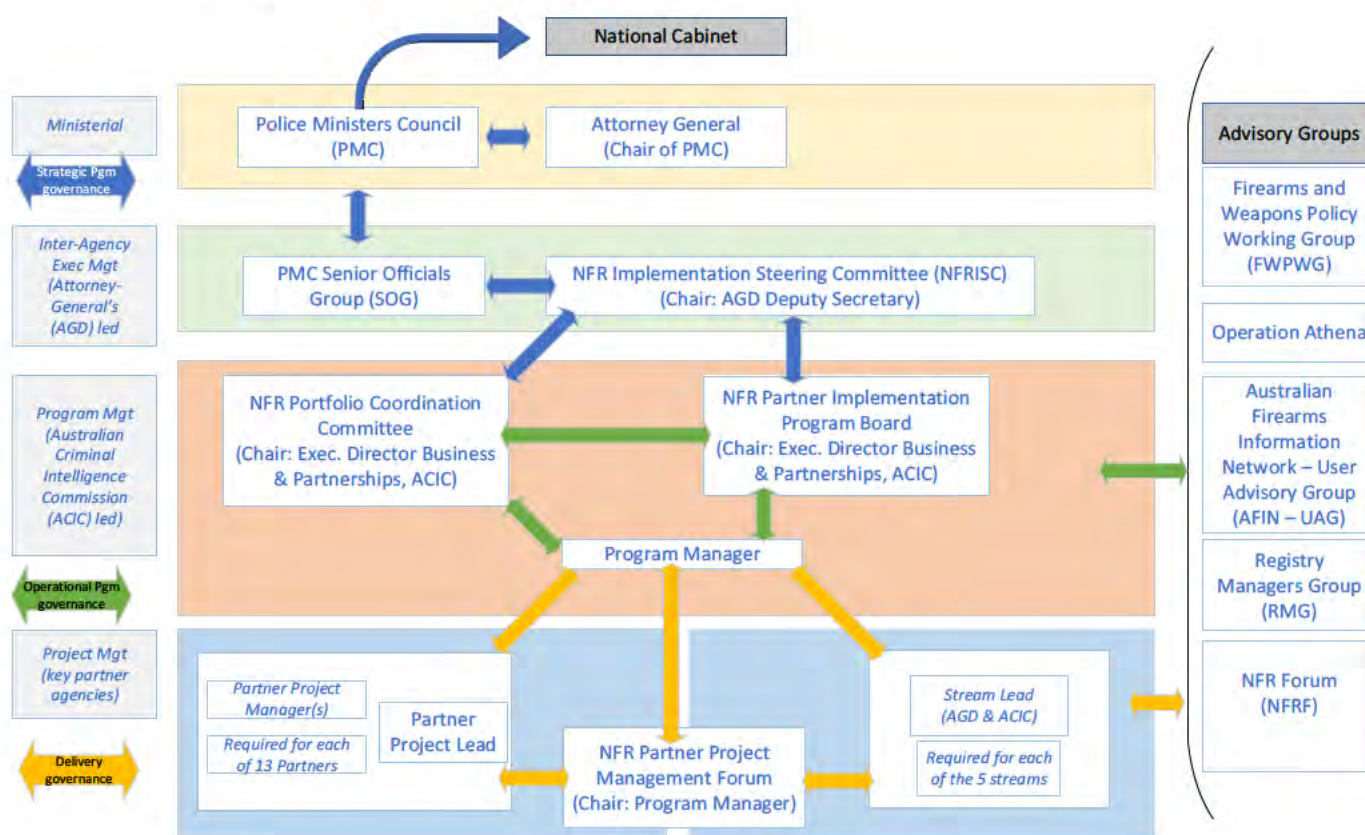 National Cabinet
Ministerial
Strategic Pgm
governance
Police Ministers Council
(PMC)
Attorney General
(Chair of PMC)
Inter-Agency
Exec Mgt
(Attorney-
General's
(AGD) led
PMC Senior Officials
Group (SOG)
NFR Implementation Steering Committee (NFRISC)
(Chair: AGD Deputy Secretary)
Program Mgt
(Australian
Criminal
Intelligence
Commission
(ACIC) led)
NFR Portfolio Coordination
Committee
(Chair: Exec. Director Business
& Partnerships, ACIC)
NFR Partner Implementation
Program Board
(Chair: Exec. Director Business
& Partnerships, ACIC)
Program Manager
Operational Pgm
governance
Project Mgt
(key partner
agencies)
Delivery
governance
Partner Project
Manager(s)
Required for each
of 13 Partners
Partner
Project Lead
NFR Partner Project
Management Forum
(Chair: Program Manager)
Stream Lead
(AGD & ACIC)
Required for each
of the 5 streams
Advisory Groups
Firearms and
Weapons Policy
Working Group
(FWPWG)
Operation Athena
Australian
Firearms
Information
Network – User
Advisory Group
(AFIN – UAG)
Registry
Managers Group
(RMG)
NFR Forum
(NFRF)